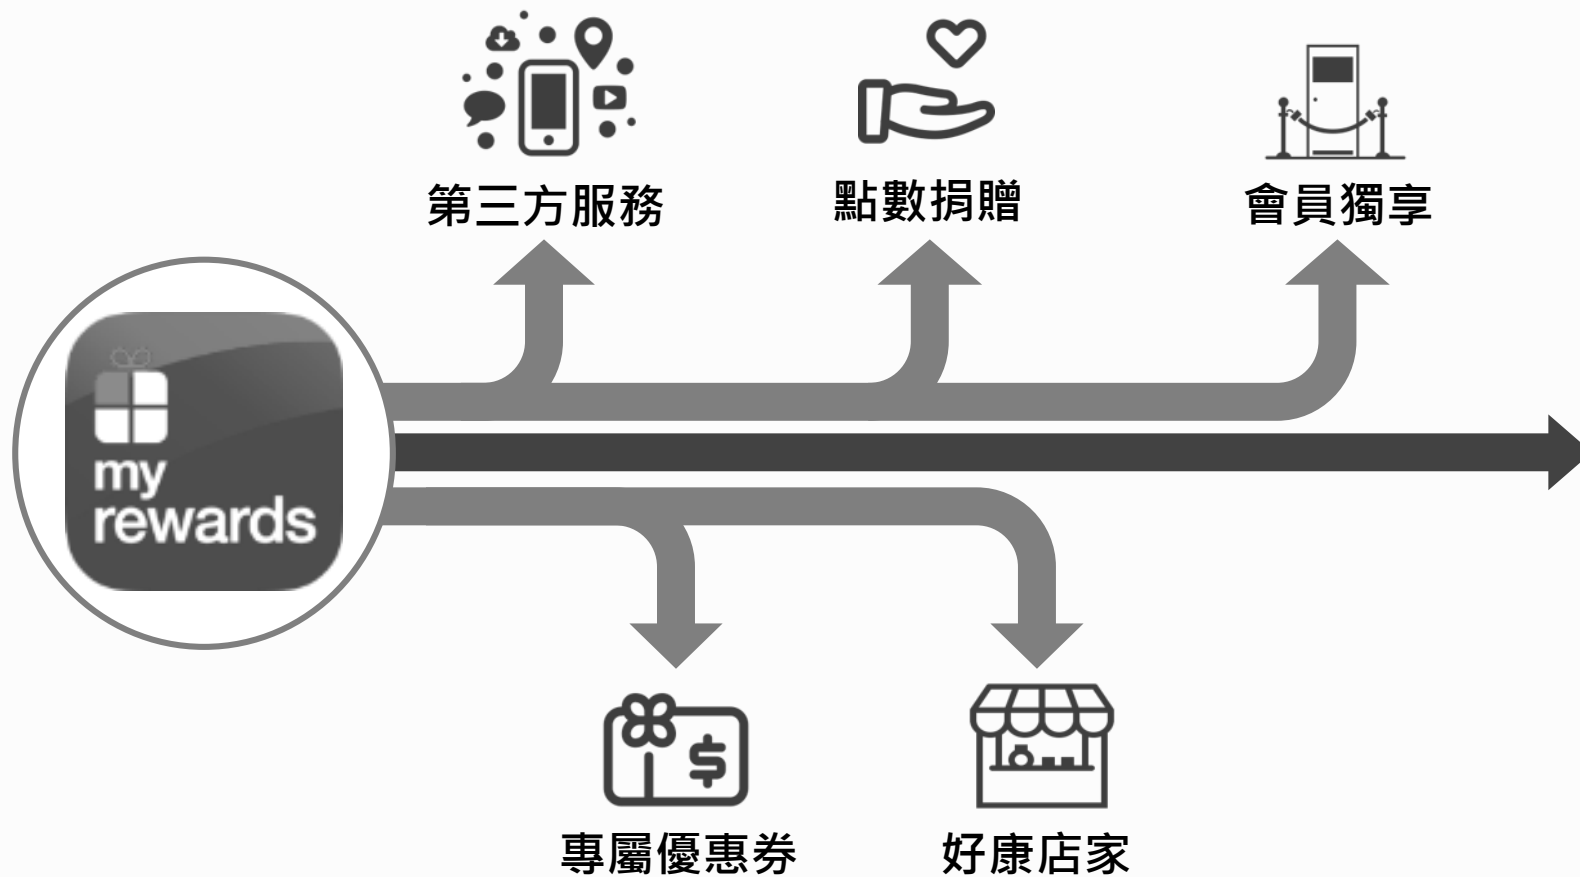 第三方服務
點數捐贈
會員獨享
my
rewards
$
專屬優惠券
好康店家